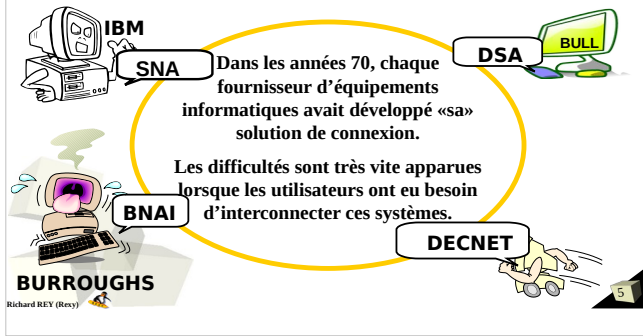 IBM
SNA
DSA
BULL
Dans les années 70, chaque
fournisseur d’équipements
informatiques avait développé «sa»
solution de connexion.
Les difficultés sont très vite apparues
lorsque les utilisateurs ont eu besoin
d’interconnecter ces systèmes.
BNAI
DECNET
BURROUGHS
Richard REY (Rexy)
5